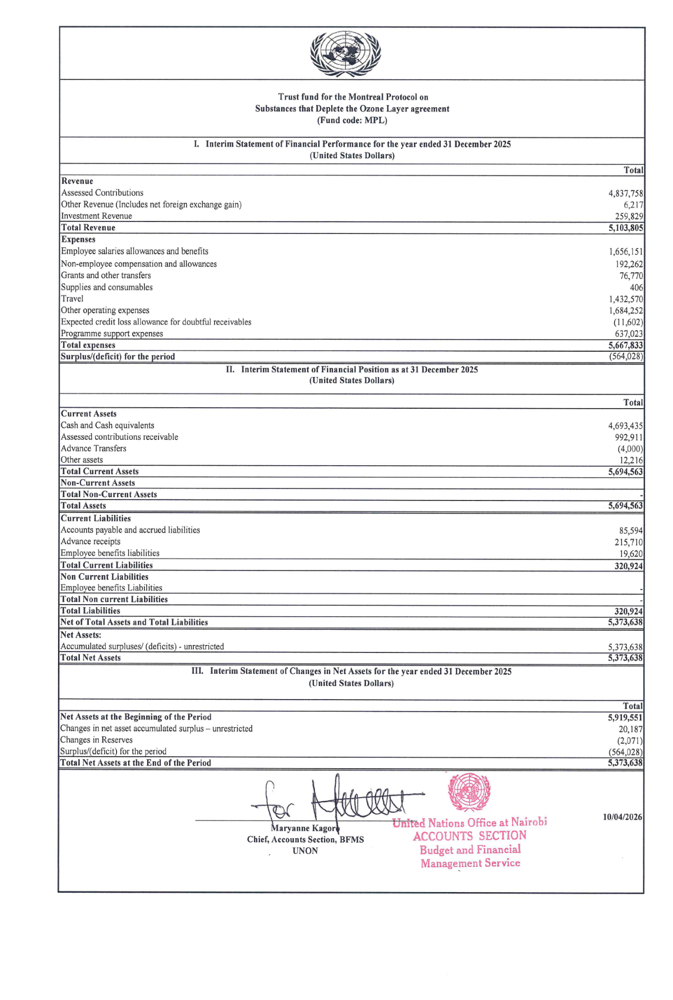 Trust fund for the Montreal Protocol on
Substances that Deplete the Ozone Layer agreement
(Fund code: MPL)
I. Interim Statement of Financial Performance for the year ended 31 December 2025
(United States Dollars)
Total
Revenue
Assessed Contributions 4,837,758
Other Revenue (Includes net foreign exchange gain) 6,217
Investment Revenue 259,829
Total Revenue 5,103,805
Expenses
Employee salaries allowances and benefits 1,656,151
Non-employee compensation and allowances 192,262
Grants and other transfers 76,770
Supplies and consumables 406
Travel 1,432,570
Other operating expenses 1,684,252
Expected credit loss allowance for doubtful receivables (11,602)
Programme support expenses 637,023
Total expenses 5,667,833
Surplus/(deficit) for the period (564,028)
II. Interim Statement of Financial Position as at 31 December 2025
(United States Dollars)
Total
Current Assets
Cash and Cash equivalents 4,693,435
Assessed contributions receivable 992,911
Advance Transfers (4,000)
Other assets 12,216
Total Current Assets 5,694,563
Non-Current Assets
Total Non-Current Assets -
Total Assets 5,694,563
Current Liabilities
Accounts payable and accrued liabilities 85,594
Advance receipts 215,710
Employee benefits liabilities 19,620
Total Current Liabilities 320,924
Non Current Liabilities
Employee benefits Liabilities -
Total Non current Liabilities -
Total Liabilities 320,924
Net of Total Assets and Total Liabilities 5,373,638
Net Assets:
Accumulated surpluses/ (deficits) - unrestricted 5,373,638
Total Net Assets 5,373,638
III. Interim Statement of Changes in Net Assets for the year ended 31 December 2025
(United States Dollars)
Total
Net Assets at the Beginning of the Period 5,919,551
Changes in net asset accumulated surplus – unrestricted 20,187
Changes in Reserves (2,071)
Surplus/(deficit) for the period (564,028)
Total Net Assets at the End of the Period 5,373,638
for
10/04/2026
Maryanne Kagoro
Chief, Accounts Section, BFMS
UNON
United Nations Office at Nairobi
ACCOUNTS SECTION
Budget and Financial
Management Service